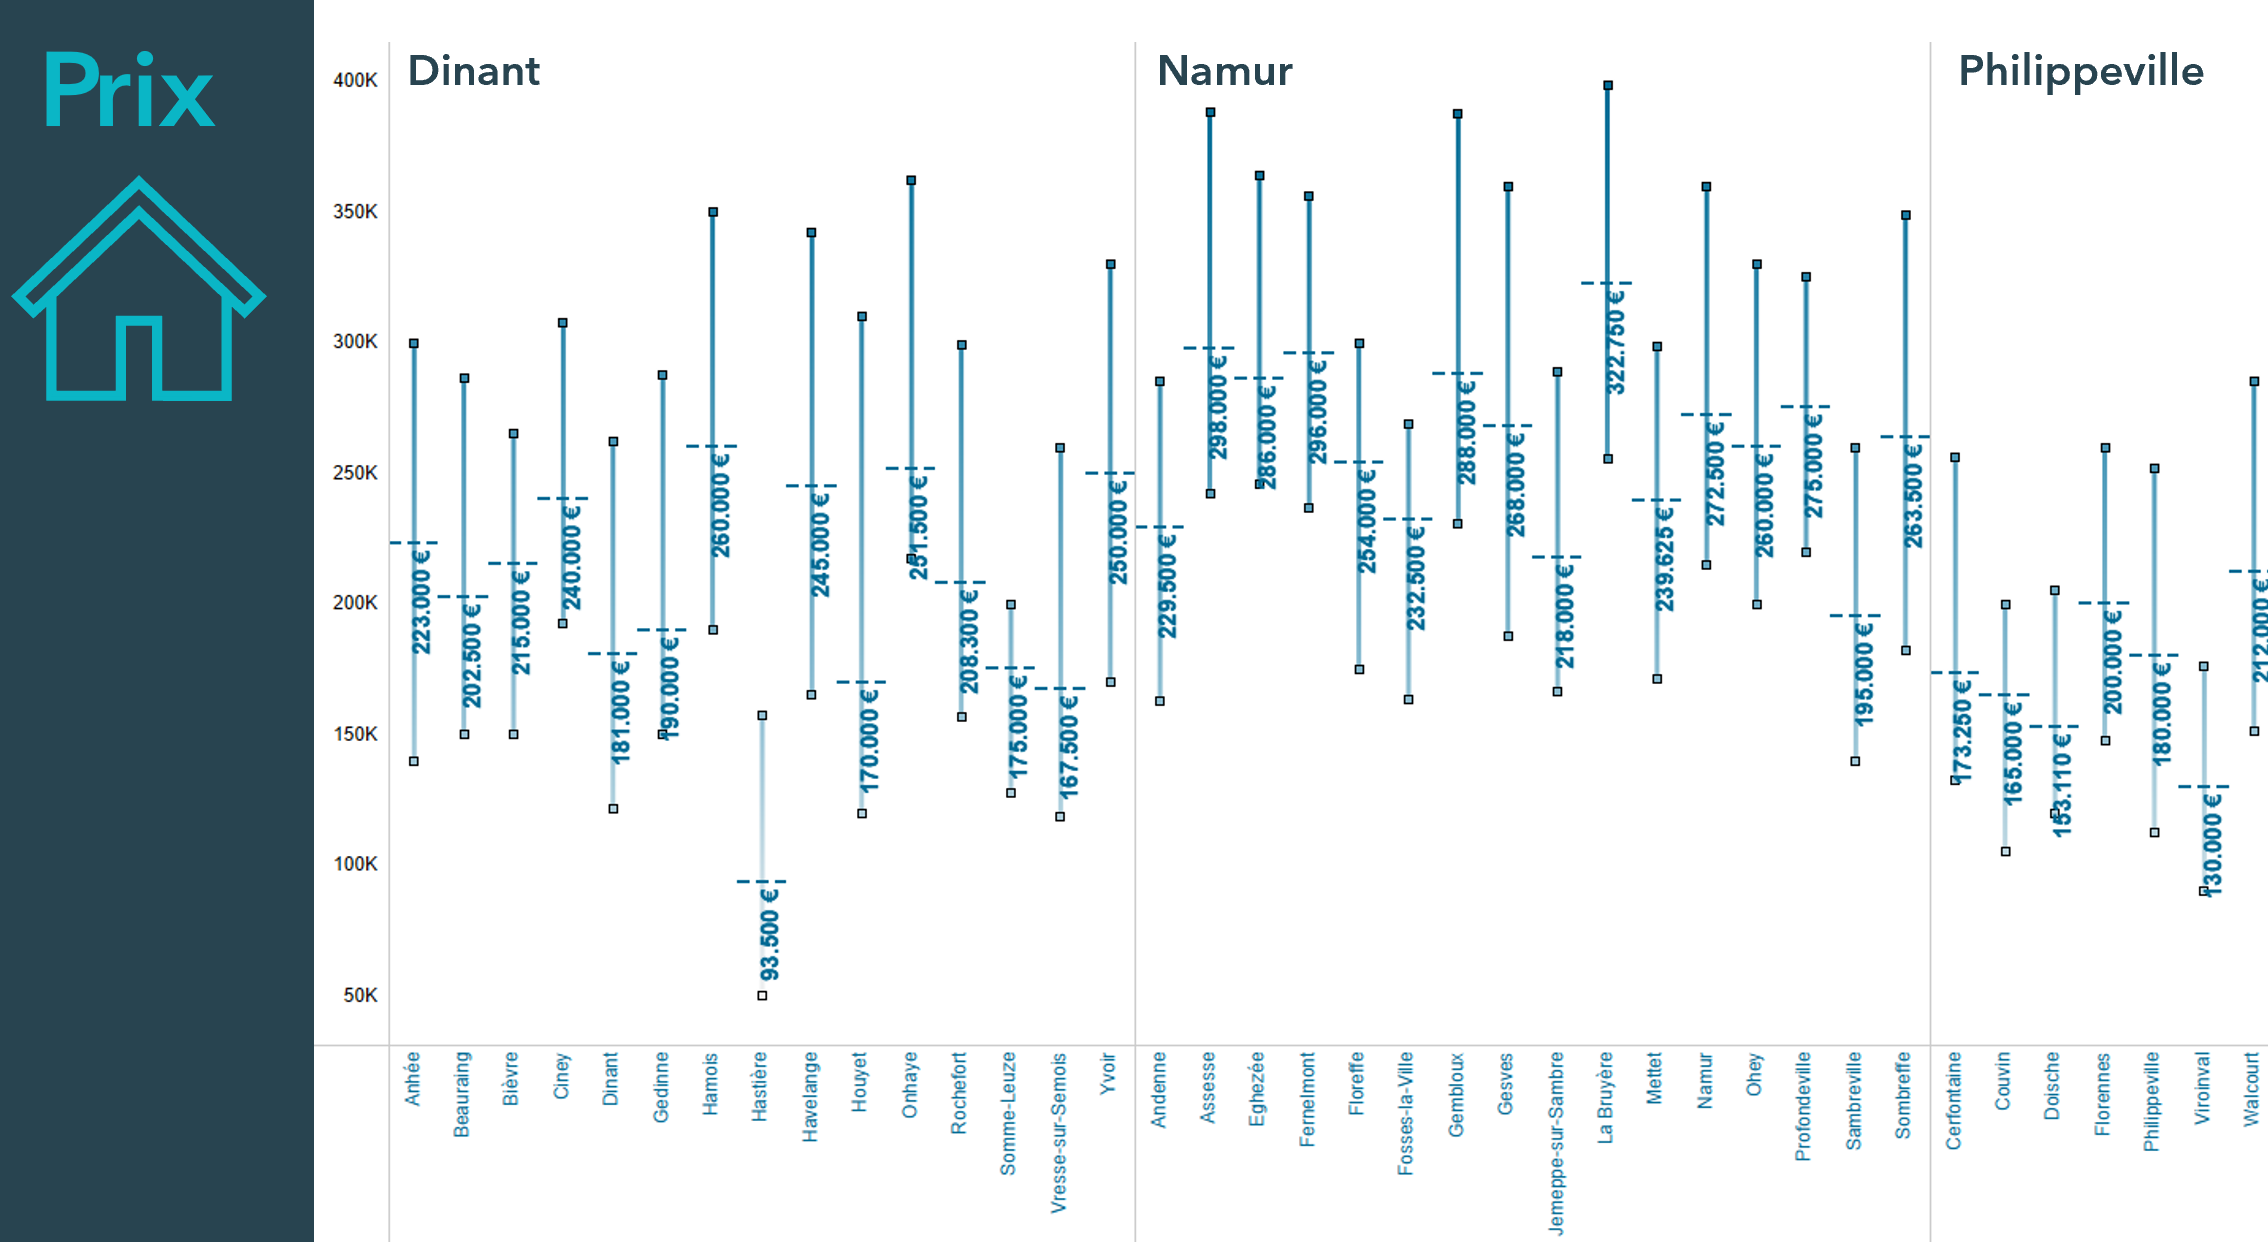 Prix
Dinant
Namur
Philippeville
400K
350K
300K
250K
200K
150K
100K
50K
223.000 €
202.500 €
215.000 €
240.000 €
181.000 €
190.000 €
260.000 €
93.500 €
245.000 €
170.000 €
251.500 €
208.300 €
175.000 €
167.500 €
250.000 €
229.500 €
298.000 €
286.000 €
296.000 €
254.000 €
232.500 €
288.000 €
268.000 €
218.000 €
322.750 €
239.625 €
272.500 €
260.000 €
275.000 €
195.000 €
263.500 €
173.250 €
165.000 €
153.110 €
200.000 €
180.000 €
130.000 €
212.000 €
Anhée
Beauraing
Bièvre
Ciney
Dinant
Gedinne
Hamois
Hastière
Havelange
Houyet
Onhaye
Rochefort
Somme-Leuze
Vresse-sur-Semois
Yvoir
Andenne
Assesse
Eghezée
Fernelmont
Floreffe
Fosses-la-Ville
Gembloux
Gesves
Jemeppe-sur-Sambre
La Bruyère
Mettet
Namur
Ohey
Profondeville
Sambreville
Sombreffe
Cerfontaine
Couvin
Doische
Florennes
Philippeville
Viroinval
Walcourt